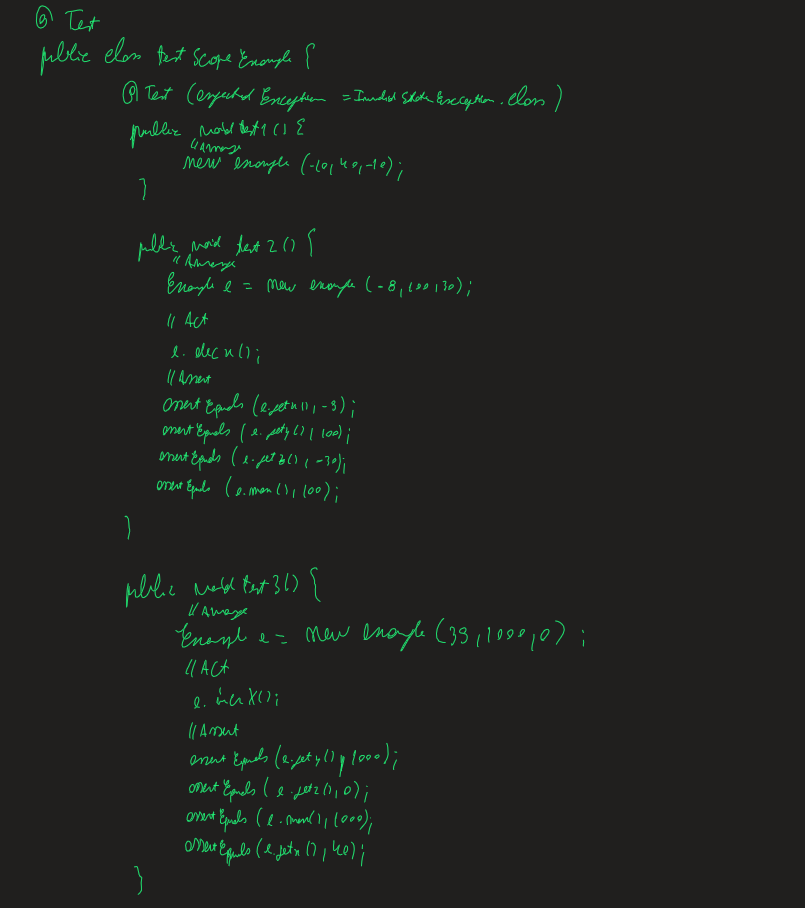 @ Test
public class test Scope Example {
@ Test (expected Exception = Invalid State Exception. class)
public void test 1 () {
// Arrange
new example (-10, 40, -10);
}
public void test 2 () {
// Arrange
Example e = new example (-8, 100, 30);
// Act
e. dec x ();
// Assert
assert Equals (e. get x (), -9);
assert Equals (e. get y (), 100);
assert Equals (e. get z (), -30);
assert Equals (e. max (), 100);
}
public void test 3 () {
// Arrange
Example e = new example (39, 1000, 0);
// Act
e. incr X ();
// Assert
assert Equals (e. get y (), 1000);
assert Equals (e. get z (), 0);
assert Equals (e. max (), 1000);
assert Equals (e. get x (), 40);
}